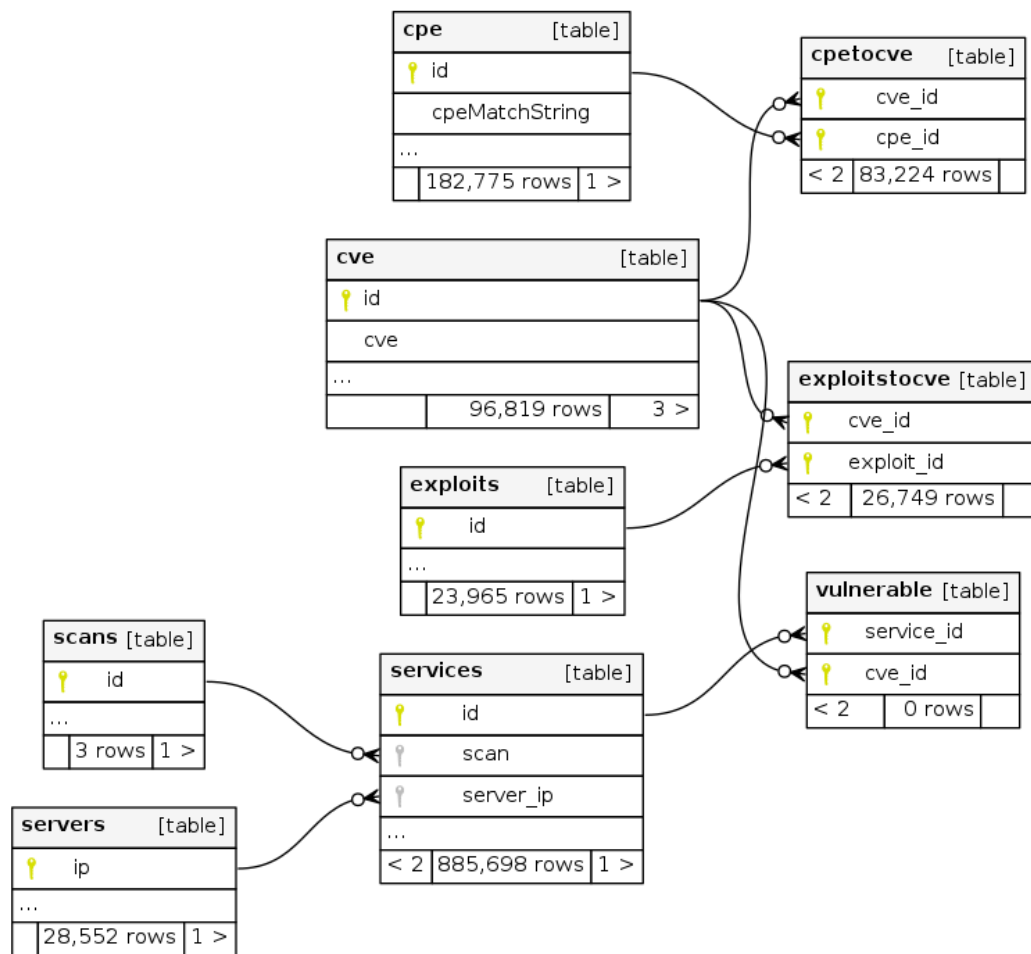 cpe [table]
id
cpeMatchString
...
182,775 rows 1 >
cpetocve [table]
cve_id
cpe_id
< 2 83,224 rows
cve [table]
id
cve
...
96,819 rows 3 >
exploitstocve [table]
cve_id
exploit_id
< 2 26,749 rows
exploits [table]
id
...
23,965 rows 1 >
vulnerable [table]
service_id
cve_id
< 2 0 rows
scans [table]
id
...
3 rows 1 >
services [table]
id
scan
server_ip
...
< 2 885,698 rows 1 >
servers [table]
ip
...
28,552 rows 1 >